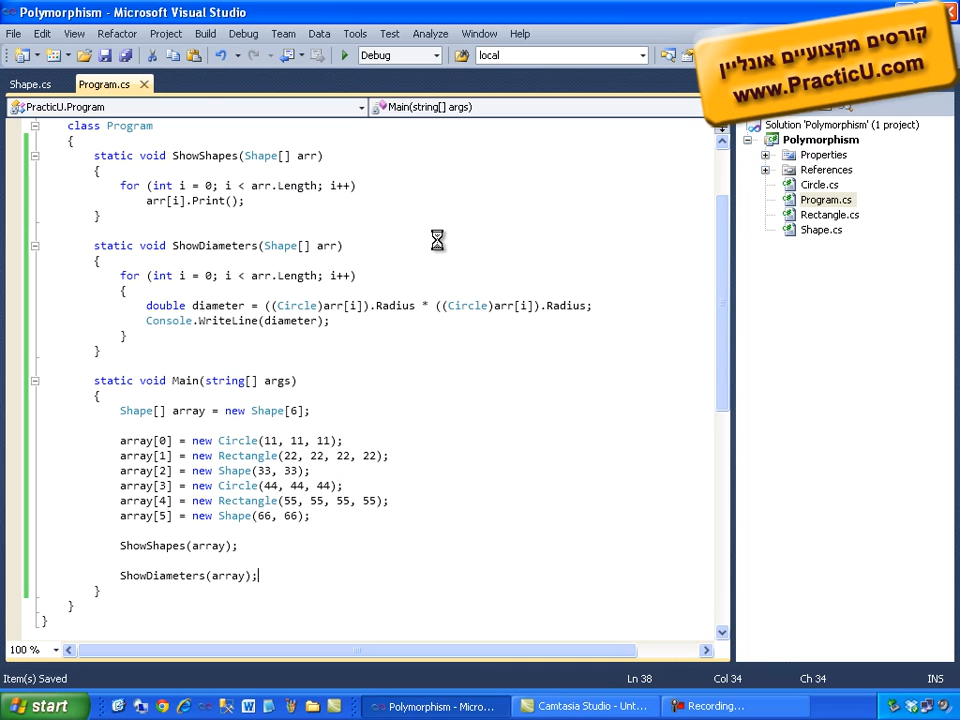 Polymorphism - Microsoft Visual Studio
File Edit View Refactor Project Build Debug Team Data Tools Test Analyze Window Help
Debug
local
קורסים מקצועיים אונליין
www.PracticU.com
Shape.cs Program.cs
PracticU.Program
Main(string[] args)
Solution 'Polymorphism' (1 project)
Polymorphism
Properties
References
Circle.cs
Program.cs
Rectangle.cs
Shape.cs
class Program
{
static void ShowShapes(Shape[] arr)
{
for (int i = 0; i < arr.Length; i++)
arr[i].Print();
}
static void ShowDiameters(Shape[] arr)
{
for (int i = 0; i < arr.Length; i++)
{
double diameter = ((Circle)arr[i]).Radius * ((Circle)arr[i]).Radius;
Console.WriteLine(diameter);
}
}
static void Main(string[] args)
{
Shape[] array = new Shape[6];
array[0] = new Circle(11, 11, 11);
array[1] = new Rectangle(22, 22, 22, 22);
array[2] = new Shape(33, 33);
array[3] = new Circle(44, 44, 44);
array[4] = new Rectangle(55, 55, 55, 55);
array[5] = new Shape(66, 66);
ShowShapes(array);
ShowDiameters(array);
}
}
}
100 %
Item(s) Saved Ln 38 Col 34 Ch 34 INS
start Polymorphism - Micro... Camtasia Studio - Unt... Recording...